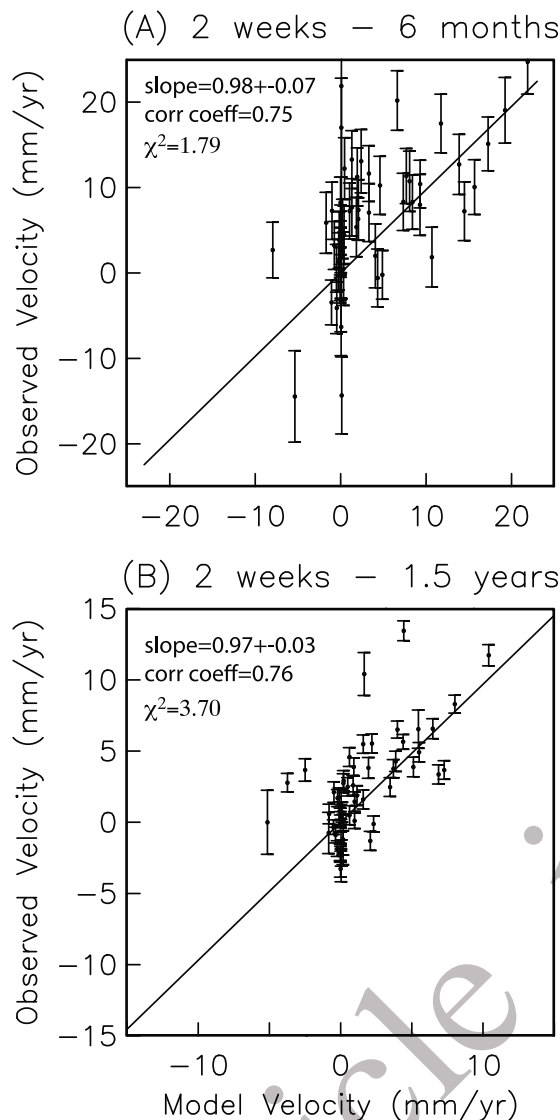 (A) 2 weeks – 6 months
slope=0.98+-0.07
corr coeff=0.75
χ²=1.79
Observed Velocity (mm/yr)
20
10
0
−10
−20
−20 −10 0 10 20
(B) 2 weeks – 1.5 years
slope=0.97+-0.03
corr coeff=0.76
χ²=3.70
Observed Velocity (mm/yr)
15
10
5
0
−5
−10
−15
−10 0 10
Model Velocity (mm/yr)
icle i